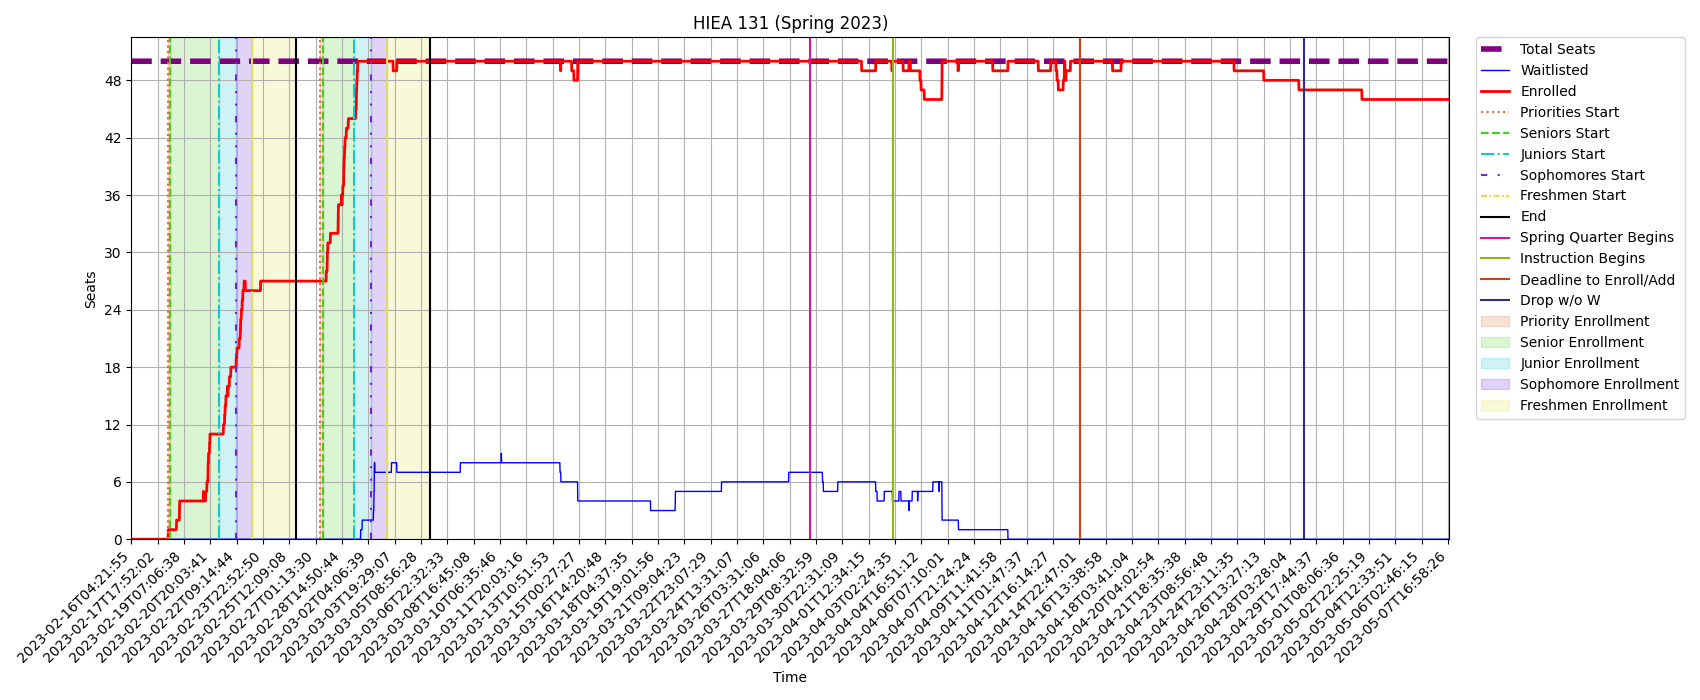 HIEA 131 (Spring 2023)
Seats
48
42
36
30
24
18
12
6
0
2023-02-16T04:21:55
2023-02-17T17:52:02
2023-02-19T07:06:38
2023-02-20T20:03:41
2023-02-22T09:14:44
2023-02-23T22:52:50
2023-02-25T12:09:08
2023-02-27T01:13:30
2023-02-28T14:50:44
2023-03-02T04:06:39
2023-03-03T19:29:07
2023-03-05T08:56:28
2023-03-06T22:32:33
2023-03-08T16:45:08
2023-03-10T06:35:46
2023-03-11T20:03:16
2023-03-13T10:51:53
2023-03-15T00:27:27
2023-03-16T14:20:48
2023-03-18T04:37:35
2023-03-19T19:01:56
2023-03-21T09:04:23
2023-03-22T23:07:29
2023-03-24T13:31:07
2023-03-26T03:31:06
2023-03-27T18:04:06
2023-03-29T08:32:59
2023-03-30T22:31:09
2023-04-01T12:34:15
2023-04-03T02:24:35
2023-04-04T16:51:12
2023-04-06T07:10:01
2023-04-07T21:24:24
2023-04-09T11:41:58
2023-04-11T01:47:37
2023-04-12T16:14:27
2023-04-14T22:47:01
2023-04-16T13:38:58
2023-04-18T03:41:04
2023-04-20T04:02:54
2023-04-21T18:35:38
2023-04-23T08:56:48
2023-04-24T23:11:35
2023-04-26T13:27:13
2023-04-28T03:28:04
2023-04-29T17:44:37
2023-05-01T08:06:36
2023-05-02T22:25:19
2023-05-04T12:33:51
2023-05-06T02:46:15
2023-05-07T16:58:26
Time
Total Seats
Waitlisted
Enrolled
Priorities Start
Seniors Start
Juniors Start
Sophomores Start
Freshmen Start
End
Spring Quarter Begins
Instruction Begins
Deadline to Enroll/Add
Drop w/o W
Priority Enrollment
Senior Enrollment
Junior Enrollment
Sophomore Enrollment
Freshmen Enrollment